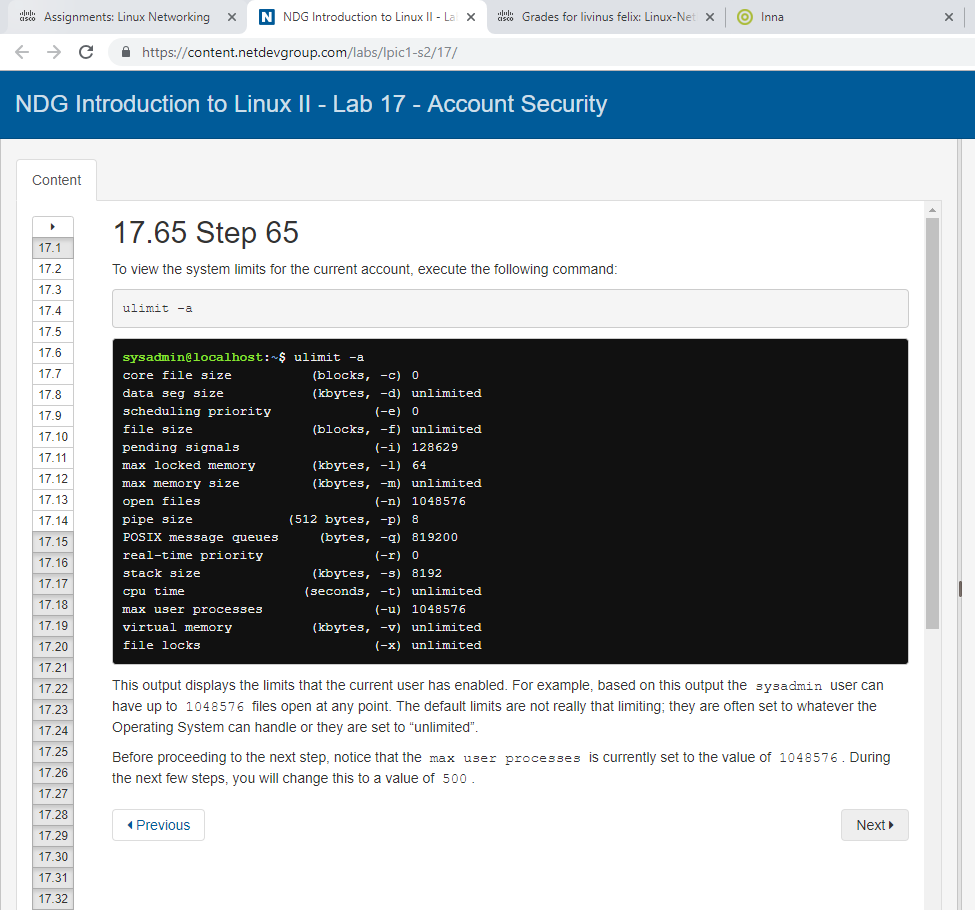 Assignments: Linux Networking
NDG Introduction to Linux II - La
Grades for livinus felix: Linux-Net
Inna
https://content.netdevgroup.com/labs/lpic1-s2/17/
NDG Introduction to Linux II - Lab 17 - Account Security
Content
17.1
17.2
17.3
17.4
17.5
17.6
17.7
17.8
17.9
17.10
17.11
17.12
17.13
17.14
17.15
17.16
17.17
17.18
17.19
17.20
17.21
17.22
17.23
17.24
17.25
17.26
17.27
17.28
17.29
17.30
17.31
17.32
17.65 Step 65
To view the system limits for the current account, execute the following command:
ulimit -a
sysadmin@localhost:~$ ulimit -a
core file size          (blocks, -c) 0
data seg size           (kbytes, -d) unlimited
scheduling priority             (-e) 0
file size               (blocks, -f) unlimited
pending signals                 (-i) 128629
max locked memory       (kbytes, -l) 64
max memory size         (kbytes, -m) unlimited
open files                      (-n) 1048576
pipe size            (512 bytes, -p) 8
POSIX message queues     (bytes, -q) 819200
real-time priority              (-r) 0
stack size              (kbytes, -s) 8192
cpu time               (seconds, -t) unlimited
max user processes              (-u) 1048576
virtual memory          (kbytes, -v) unlimited
file locks                      (-x) unlimited
This output displays the limits that the current user has enabled. For example, based on this output the sysadmin user can
have up to 1048576 files open at any point. The default limits are not really that limiting; they are often set to whatever the
Operating System can handle or they are set to “unlimited”.
Before proceeding to the next step, notice that the max user processes is currently set to the value of 1048576. During
the next few steps, you will change this to a value of 500.
Previous
Next